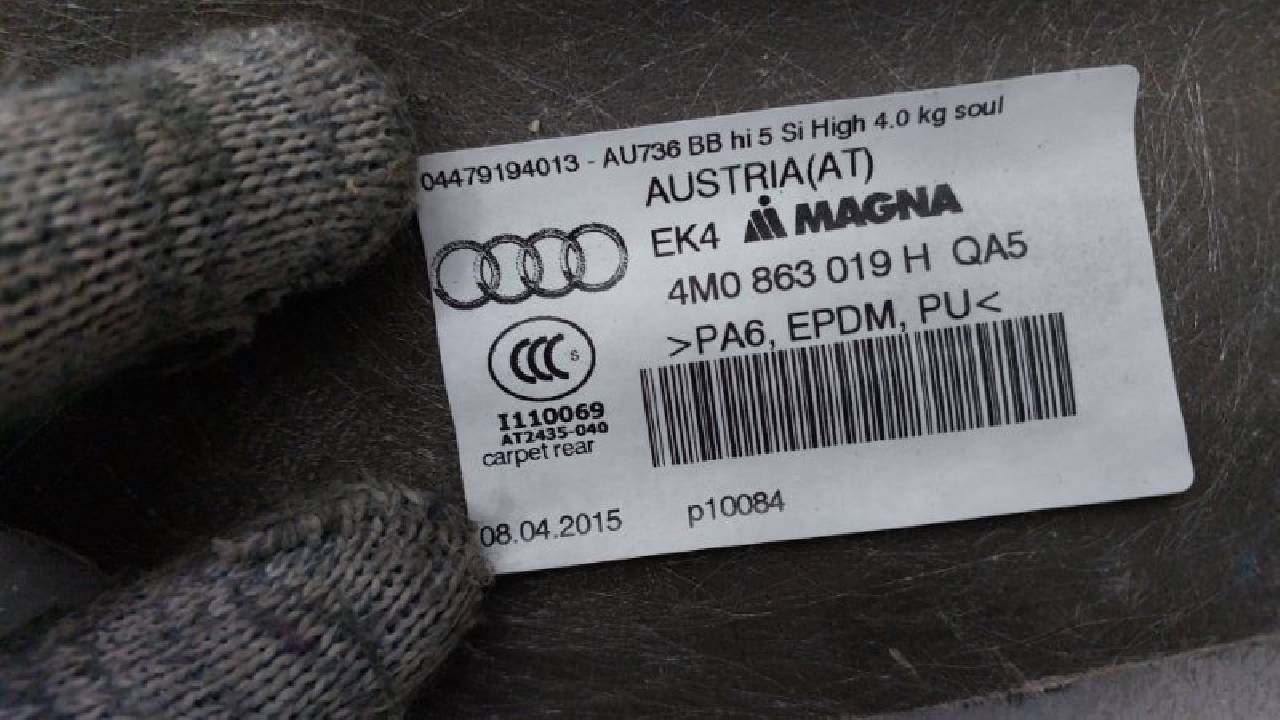 04479194013 - AU736 BB hi 5 Si High 4.0 kg soul
AUSTRIA(AT)
EK4 MAGNA
4M0 863 019 H QA5
>PA6, EPDM, PU<
CCC S
I110069
AT2435-040
carpet rear
08.04.2015 p10084